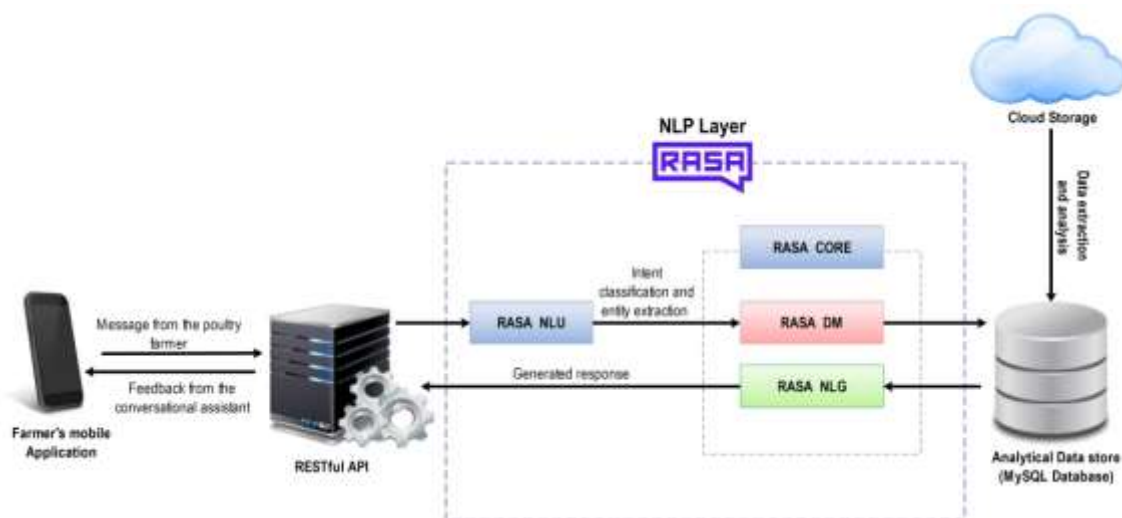 Cloud Storage
NLP Layer
RASA
Data extraction
and analysis
RASA CORE
Intent
classification and
entity extraction
RASA NLU
RASA DM
Message from the poultry
farmer
Generated response
RASA NLG
Feedback from the
conversational assistant
Farmer's mobile
Application
RESTful API
Analytical Data store
(MySQL Database)